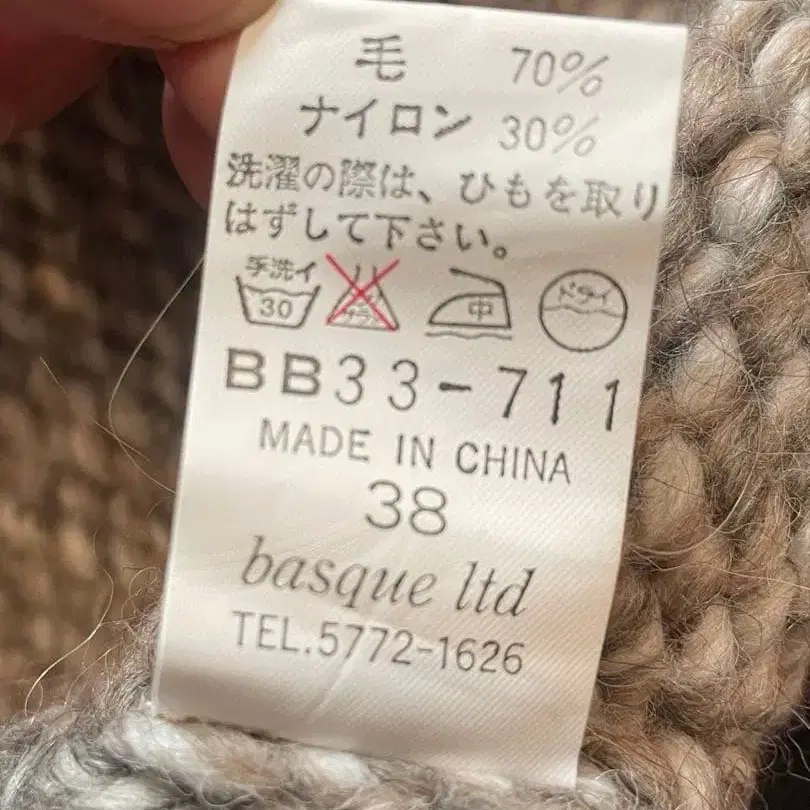 毛 70%
ナイロン 30%
洗濯の際は、ひもを取り
はずして下さい。
手洗イ 30 中 ドライ
BB33-711
MADE IN CHINA
38
basque ltd
TEL.5772-1626